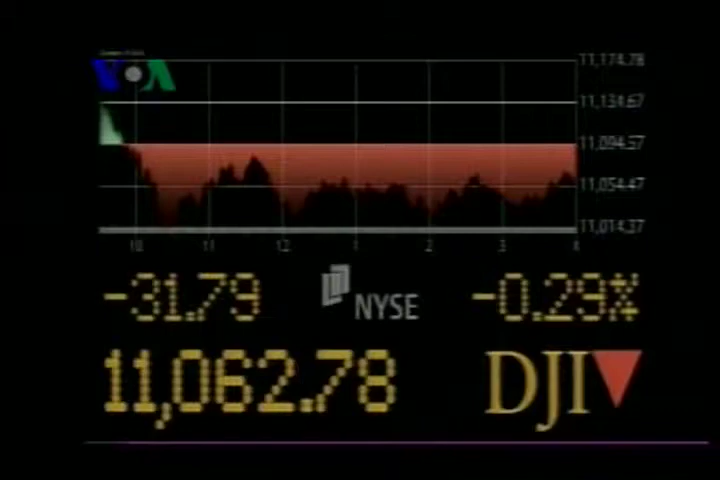 VOA
11,174.78
11,134.67
11,094.57
11,054.47
11,014.37
10 11 12 1 2 3 4
-31.79 NYSE -0.29%
11,062.78 DJI